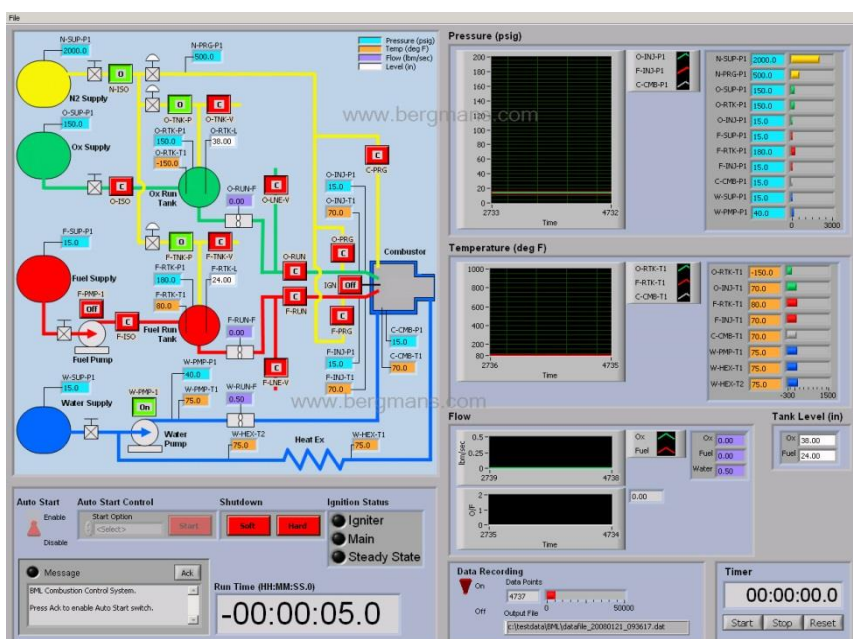 File
N-SUP-P1
2000.0
N-PRG-P1
500.0
Pressure (psig)
Temp (deg F)
Flow (lbm/sec)
Level (in)
O
N-ISO
N2 Supply
O
O-TNK-P
C
O-TNK-V
O-SUP-P1
150.0
O-RTK-P1
150.0
O-RTK-L
38.00
O-RTK-T1
-150.0
C
C-PRG
Ox Supply
C
O-ISO
Ox Run
Tank
O-RUN-F
0.00
C
O-LNE-V
O-INJ-P1
15.0
O-INJ-T1
70.0
F-SUP-P1
15.0
O
F-TNK-P
C
F-TNK-V
O-RUN
C
O-PRG
C
Combustor
F-RTK-P1
180.0
F-RTK-L
24.00
F-RTK-T1
80.0
IGN
Off
Fuel Supply
F-PMP-1
Off
C
F-ISO
Fuel Run
Tank
F-RUN-F
0.00
C
F-RUN
C
F-PRG
C-CMB-P1
15.0
Fuel Pump
C
F-LNE-V
F-INJ-P1
15.0
F-INJ-T1
70.0
C-CMB-T1
70.0
W-SUP-P1
15.0
W-PMP-P1
40.0
W-PMP-T1
75.0
W-RUN-F
0.50
Water Supply
W-PMP-1
On
Water
Pump
W-HEX-T2
75.0
Heat Ex
W-HEX-T1
75.0
www.bergmans.com
www.bergmans.com
Auto Start
Enable
Disable
Auto Start Control
Start Option
<Select>
Start
Shutdown
Soft
Hard
Ignition Status
Igniter
Main
Steady State
Message
Ack
BML Combustion Control System.
Press Ack to enable Auto Start switch.
Run Time (HH:MM:SS.0)
-00:00:05.0
Pressure (psig)
200
180
160
140
120
100
80
60
40
20
0
2733
4732
Time
O-INJ-P1
F-INJ-P1
C-CMB-P1
N-SUP-P1 2000.0
N-PRG-P1 500.0
O-SUP-P1 150.0
O-RTK-P1 150.0
O-INJ-P1 15.0
F-SUP-P1 15.0
F-RTK-P1 180.0
F-INJ-P1 15.0
C-CMB-P1 15.0
W-SUP-P1 15.0
W-PMP-P1 40.0
0 3000
Temperature (deg F)
1000
800
600
400
200
80
2736
4735
Time
O-RTK-T1
F-RTK-T1
C-CMB-T1
O-RTK-T1 -150.0
O-INJ-T1 70.0
F-RTK-T1 80.0
F-INJ-T1 70.0
C-CMB-T1 70.0
W-PMP-T1 75.0
W-HEX-T1 75.0
W-HEX-T2 75.0
-300 1500
Flow
lbm/sec
0.5
0.25
0
2739
4738
Time
Ox
Fuel
Ox 0.00
Fuel 0.00
Water 0.50
O/F
2
1
0
2735
4734
Time
0.00
Tank Level (in)
Ox 38.00
Fuel 24.00
Data Recording
On
Off
Data Points
4737
0 50000
Output File
c:\testdata\BML\datafile_20080121_093617.dat
Timer
00:00:00.0
Start
Stop
Reset